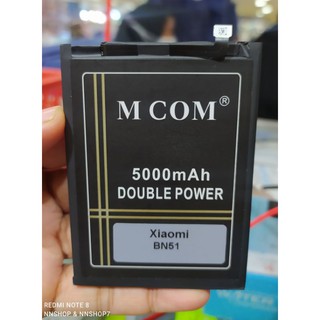 M COM®
5000mAh
DOUBLE POWER
Xiaomi
BN51
REDMI NOTE 8
NNSHOP & NNSHOP7